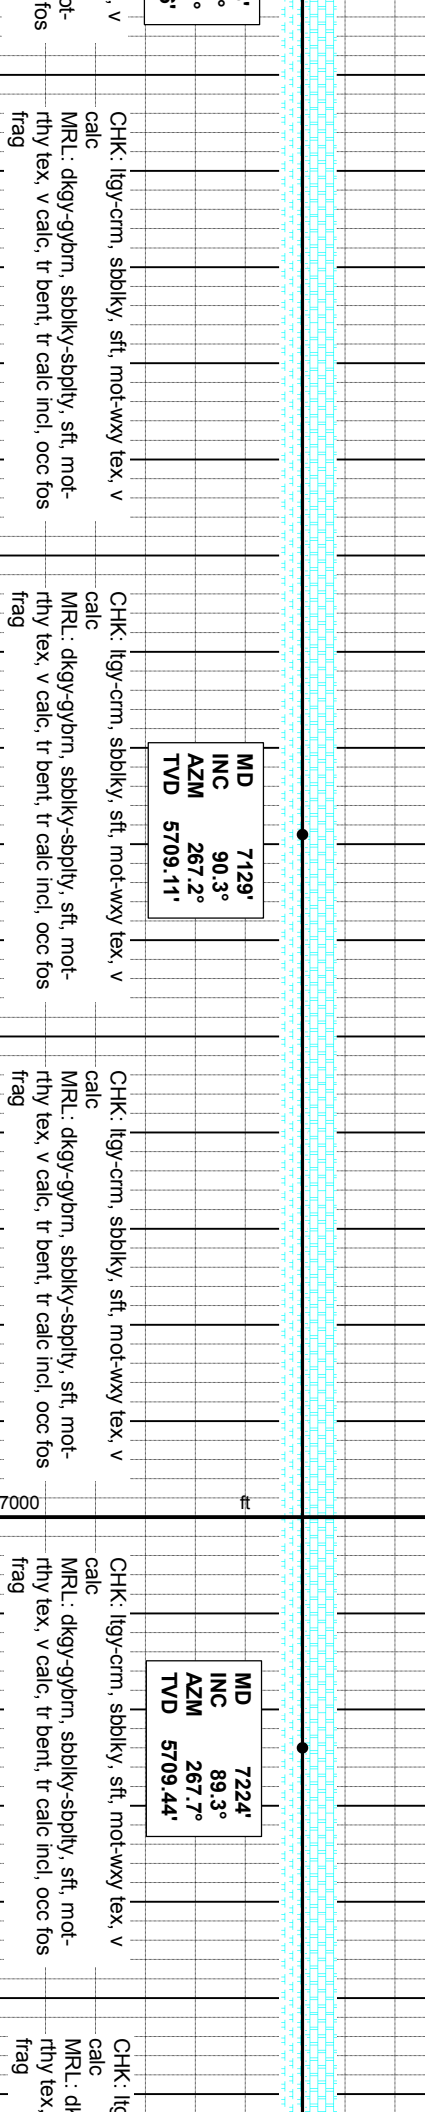 , v
ot-
fos
CHK: ltgy-crm, sbblky, sft, mot-wxy tex, v
calc
MRL: dkgy-gybrn, sbblky-sbplty, sft, mot-
rthy tex, v calc, tr bent, tr calc incl, occ fos
frag
CHK: ltgy-crm, sbblky, sft, mot-wxy tex, v
calc
MRL: dkgy-gybrn, sbblky-sbplty, sft, mot-
rthy tex, v calc, tr bent, tr calc incl, occ fos
frag
MD 7129'
INC 90.3°
AZM 267.2°
TVD 5709.11'
CHK: ltgy-crm, sbblky, sft, mot-wxy tex, v
calc
MRL: dkgy-gybrn, sbblky-sbplty, sft, mot-
rthy tex, v calc, tr bent, tr calc incl, occ fos
frag
ft
7000
CHK: ltgy-crm, sbblky, sft, mot-wxy tex, v
calc
MRL: dkgy-gybrn, sbblky-sbplty, sft, mot-
rthy tex, v calc, tr bent, tr calc incl, occ fos
frag
MD 7224'
INC 89.3°
AZM 267.7°
TVD 5709.44'
CHK: ltg
calc
MRL: dk
rthy tex,
frag